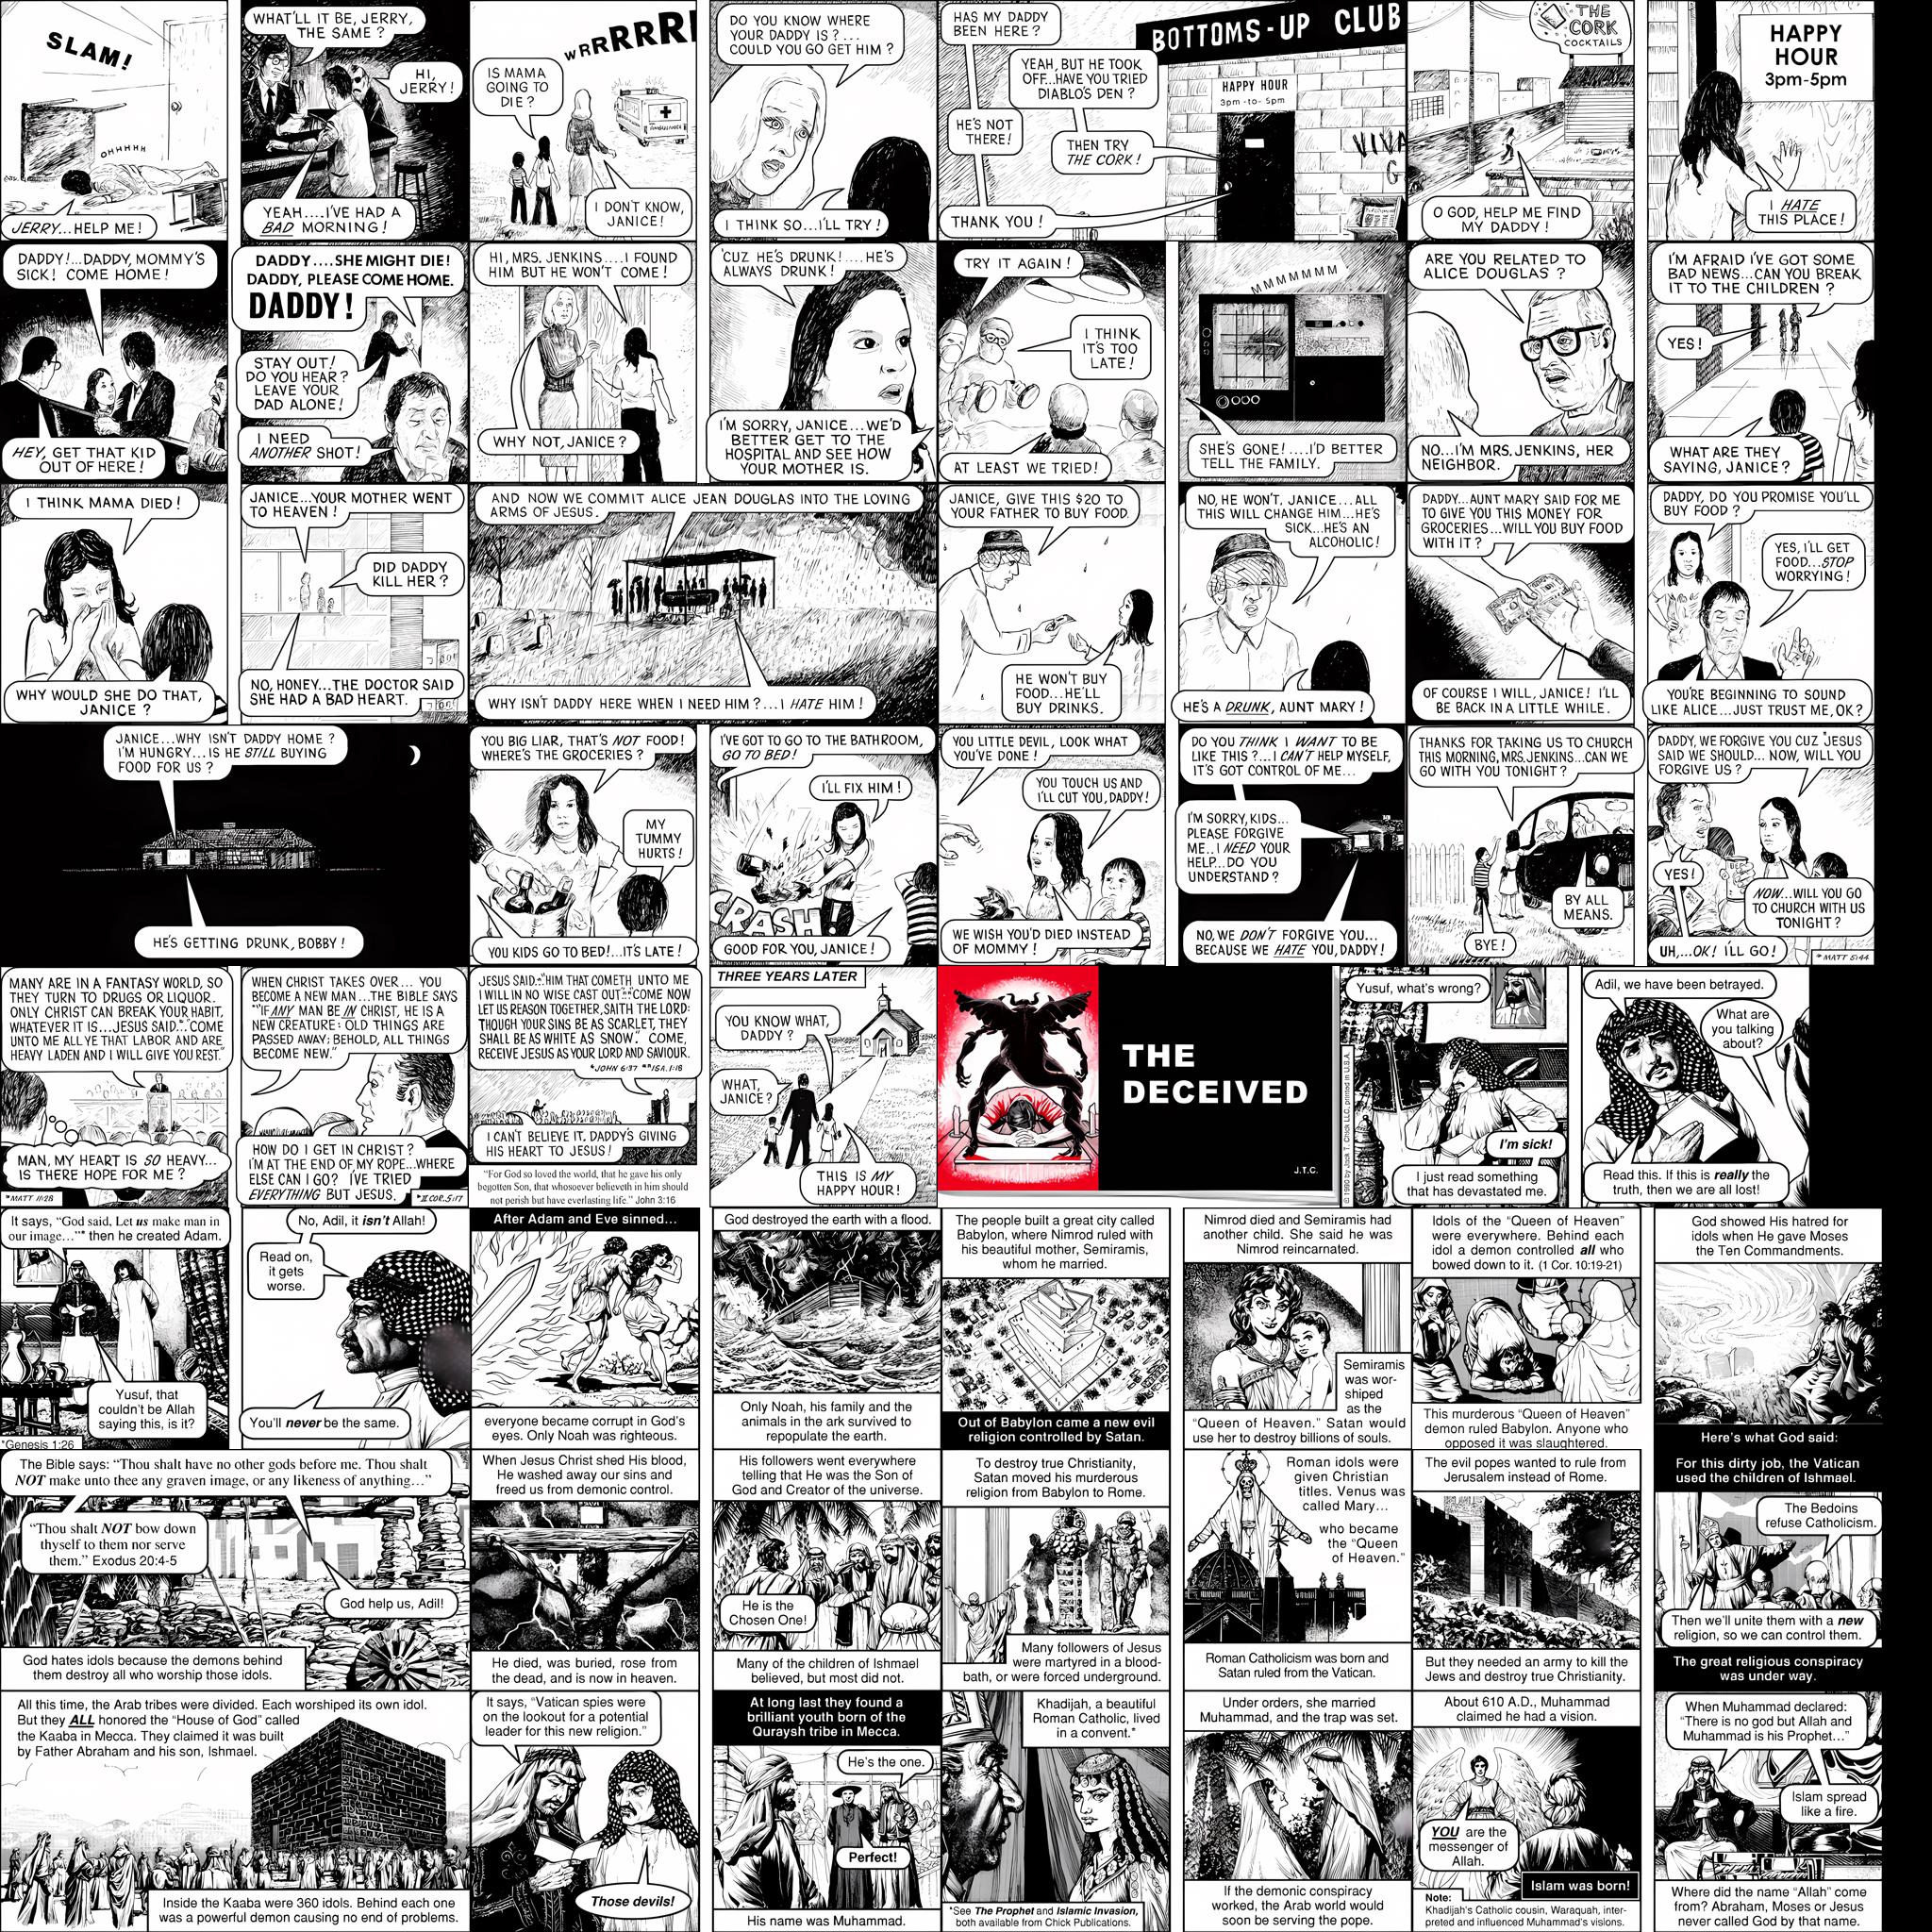 SLAM!
OHHHHH
JERRY...HELP ME!
WHAT'LL IT BE, JERRY,
THE SAME?
HI,
JERRY!
YEAH....I'VE HAD A
BAD MORNING!
WRRRRRRI
IS MAMA
GOING TO
DIE?
I DON'T KNOW,
JANICE!
DO YOU KNOW WHERE
YOUR DADDY IS?...
COULD YOU GO GET HIM?
I THINK SO...I'LL TRY!
HAS MY DADDY
BEEN HERE?
YEAH, BUT HE TOOK
OFF...HAVE YOU TRIED
DIABLO'S DEN?
HE'S NOT
THERE!
THEN TRY
THE CORK!
THANK YOU!
BOTTOMS-UP CLUB
HAPPY HOUR
3pm-to-5pm
VIVA
G
THE
CORK
COCKTAILS
O GOD, HELP ME FIND
MY DADDY!
HAPPY
HOUR
3pm-5pm
I HATE
THIS PLACE!
DADDY!...DADDY, MOMMY'S
SICK! COME HOME!
HEY, GET THAT KID
OUT OF HERE!
DADDY....SHE MIGHT DIE!
DADDY, PLEASE COME HOME.
DADDY!
STAY OUT!
DO YOU HEAR?
LEAVE YOUR
DAD ALONE!
I NEED
ANOTHER SHOT!
HI, MRS. JENKINS....I FOUND
HIM BUT HE WON'T COME!
WHY NOT, JANICE?
'CUZ HE'S DRUNK!....HE'S
ALWAYS DRUNK!
I'M SORRY, JANICE...WE'D
BETTER GET TO THE
HOSPITAL AND SEE HOW
YOUR MOTHER IS.
TRY IT AGAIN!
I THINK
IT'S TOO
LATE!
AT LEAST WE TRIED!
MMMMMMM
SHE'S GONE!....I'D BETTER
TELL THE FAMILY.
ARE YOU RELATED TO
ALICE DOUGLAS?
NO...I'M MRS. JENKINS, HER
NEIGHBOR.
I'M AFRAID I'VE GOT SOME
BAD NEWS...CAN YOU BREAK
IT TO THE CHILDREN?
YES!
WHAT ARE THEY
SAYING, JANICE?
I THINK MAMA DIED!
WHY WOULD SHE DO THAT,
JANICE?
JANICE...YOUR MOTHER WENT
TO HEAVEN!
DID DADDY
KILL HER?
NO, HONEY...THE DOCTOR SAID
SHE HAD A BAD HEART.
AND NOW WE COMMIT ALICE JEAN DOUGLAS INTO THE LOVING
ARMS OF JESUS.
WHY ISN'T DADDY HERE WHEN I NEED HIM?...I HATE HIM!
JANICE, GIVE THIS $20 TO
YOUR FATHER TO BUY FOOD.
HE WON'T BUY
FOOD...HE'LL
BUY DRINKS.
NO, HE WON'T, JANICE...ALL
THIS WILL CHANGE HIM...HE'S
SICK...HE'S AN
ALCOHOLIC!
HE'S A DRUNK, AUNT MARY!
DADDY...AUNT MARY SAID FOR ME
TO GIVE YOU THIS MONEY FOR
GROCERIES...WILL YOU BUY FOOD
WITH IT?
OF COURSE I WILL, JANICE! I'LL
BE BACK IN A LITTLE WHILE.
DADDY, DO YOU PROMISE YOU'LL
BUY FOOD?
YES, I'LL GET
FOOD...STOP
WORRYING!
YOU'RE BEGINNING TO SOUND
LIKE ALICE...JUST TRUST ME, OK?
JANICE...WHY ISN'T DADDY HOME?
I'M HUNGRY...IS HE STILL BUYING
FOOD FOR US?
HE'S GETTING DRUNK, BOBBY!
YOU BIG LIAR, THAT'S NOT FOOD!
WHERE'S THE GROCERIES?
MY
TUMMY
HURTS!
YOU KIDS GO TO BED!...IT'S LATE!
I'VE GOT TO GO TO THE BATHROOM,
GO TO BED!
I'LL FIX HIM!
CRASH!
GOOD FOR YOU, JANICE!
YOU LITTLE DEVIL, LOOK WHAT
YOU'VE DONE!
YOU TOUCH US AND
I'LL CUT YOU, DADDY!
WE WISH YOU'D DIED INSTEAD
OF MOMMY!
DO YOU THINK I WANT TO BE
LIKE THIS?...I CAN'T HELP MYSELF,
IT'S GOT CONTROL OF ME...
I'M SORRY, KIDS...
PLEASE FORGIVE
ME..I NEED YOUR
HELP...DO YOU
UNDERSTAND?
NO, WE DON'T FORGIVE YOU...
BECAUSE WE HATE YOU, DADDY!
THANKS FOR TAKING US TO CHURCH
THIS MORNING, MRS. JENKINS...CAN WE
GO WITH YOU TONIGHT?
BY ALL
MEANS.
BYE!
DADDY, WE FORGIVE YOU CUZ *JESUS
SAID WE SHOULD... NOW, WILL YOU
FORGIVE US?
YES!
NOW...WILL YOU GO
TO CHURCH WITH US
TONIGHT?
UH,...OK! I'LL GO!
*MATT 5:44
MANY ARE IN A FANTASY WORLD, SO
THEY TURN TO DRUGS OR LIQUOR.
ONLY CHRIST CAN BREAK YOUR HABIT,
WHATEVER IT IS...JESUS SAID:*"COME
UNTO ME ALL YE THAT LABOR AND ARE
HEAVY LADEN AND I WILL GIVE YOU REST."
MAN, MY HEART IS SO HEAVY...
IS THERE HOPE FOR ME?
*MATT 11:28
WHEN CHRIST TAKES OVER... YOU
BECOME A NEW MAN...THE BIBLE SAYS
*"IF ANY MAN BE IN CHRIST, HE IS A
NEW CREATURE: OLD THINGS ARE
PASSED AWAY; BEHOLD, ALL THINGS
BECOME NEW."
HOW DO I GET IN CHRIST?
I'M AT THE END OF MY ROPE...WHERE
ELSE CAN I GO? I'VE TRIED
EVERYTHING BUT JESUS.
*II COR. 5:17
JESUS SAID:*"HIM THAT COMETH UNTO ME
I WILL IN NO WISE CAST OUT."**"COME NOW
LET US REASON TOGETHER, SAITH THE LORD:
THOUGH YOUR SINS BE AS SCARLET, THEY
SHALL BE AS WHITE AS SNOW." COME,
RECEIVE JESUS AS YOUR LORD AND SAVIOUR.
*JOHN 6:37 **ISA. 1:18
I CAN'T BELIEVE IT, DADDY'S GIVING
HIS HEART TO JESUS!
"For God so loved the world, that he gave his only
begotten Son, that whosoever believeth in him should
not perish but have everlasting life." John 3:16
THREE YEARS LATER
YOU KNOW WHAT,
DADDY?
WHAT,
JANICE?
THIS IS MY
HAPPY HOUR!
THE
DECEIVED
J.T.C.
© 1990 by Jack T. Chick LLC, printed in U.S.A.
Yusuf, what's wrong?
I'm sick!
I just read something
that has devastated me.
Adil, we have been betrayed.
What are
you talking
about?
Read this. If this is really the
truth, then we are all lost!
It says, "God said, Let us make man in
our image..."* then he created Adam.
Yusuf, that
couldn't be Allah
saying this, is it?
*Genesis 1:26
No, Adil, it isn't Allah!
Read on,
it gets
worse.
You'll never be the same.
After Adam and Eve sinned...
everyone became corrupt in God's
eyes. Only Noah was righteous.
God destroyed the earth with a flood.
Only Noah, his family and the
animals in the ark survived to
repopulate the earth.
The people built a great city called
Babylon, where Nimrod ruled with
his beautiful mother, Semiramis,
whom he married.
Out of Babylon came a new evil
religion controlled by Satan.
Nimrod died and Semiramis had
another child. She said he was
Nimrod reincarnated.
Semiramis
was wor-
shiped
as the
"Queen of Heaven." Satan would
use her to destroy billions of souls.
Idols of the "Queen of Heaven"
were everywhere. Behind each
idol a demon controlled all who
bowed down to it. (1 Cor. 10:19-21)
This murderous "Queen of Heaven"
demon ruled Babylon. Anyone who
opposed it was slaughtered.
God showed His hatred for
idols when He gave Moses
the Ten Commandments.
Here's what God said:
The Bible says: "Thou shalt have no other gods before me. Thou shalt
NOT make unto thee any graven image, or any likeness of anything..."
"Thou shalt NOT bow down
thyself to them nor serve
them." Exodus 20:4-5
God help us, Adil!
God hates idols because the demons behind
them destroy all who worship those idols.
When Jesus Christ shed His blood,
He washed away our sins and
freed us from demonic control.
He died, was buried, rose from
the dead, and is now in heaven.
His followers went everywhere
telling that He was the Son of
God and Creator of the universe.
He is the
Chosen One!
Many of the children of Ishmael
believed, but most did not.
To destroy true Christianity,
Satan moved his murderous
religion from Babylon to Rome.
Many followers of Jesus
were martyred in a blood-
bath, or were forced underground.
Roman idols were
given Christian
titles. Venus was
called Mary...
who became
the "Queen
of Heaven."
Roman Catholicism was born and
Satan ruled from the Vatican.
The evil popes wanted to rule from
Jerusalem instead of Rome.
But they needed an army to kill the
Jews and destroy true Christianity.
For this dirty job, the Vatican
used the children of Ishmael.
The Bedoins
refuse Catholicism.
Then we'll unite them with a new
religion, so we can control them.
The great religious conspiracy
was under way.
All this time, the Arab tribes were divided. Each worshiped its own idol.
But they ALL honored the "House of God" called
the Kaaba in Mecca. They claimed it was built
by Father Abraham and his son, Ishmael.
Inside the Kaaba were 360 idols. Behind each one
was a powerful demon causing no end of problems.
It says, "Vatican spies were
on the lookout for a potential
leader for this new religion."
Those devils!
At long last they found a
brilliant youth born of the
Quraysh tribe in Mecca.
He's the one.
Perfect!
His name was Muhammad.
Khadijah, a beautiful
Roman Catholic, lived
in a convent.*
*See The Prophet and Islamic Invasion,
both available from Chick Publications.
Under orders, she married
Muhammad, and the trap was set.
If the demonic conspiracy
worked, the Arab world would
soon be serving the pope.
About 610 A.D., Muhammad
claimed he had a vision.
YOU are the
messenger of
Allah.
Islam was born!
Note:
Khadijah's Catholic cousin, Waraquah, inter-
preted and influenced Muhammad's visions.
When Muhammad declared:
"There is no god but Allah and
Muhammad is his Prophet..."
Islam spread
like a fire.
Where did the name "Allah" come
from? Abraham, Moses or Jesus
never called God by that name.